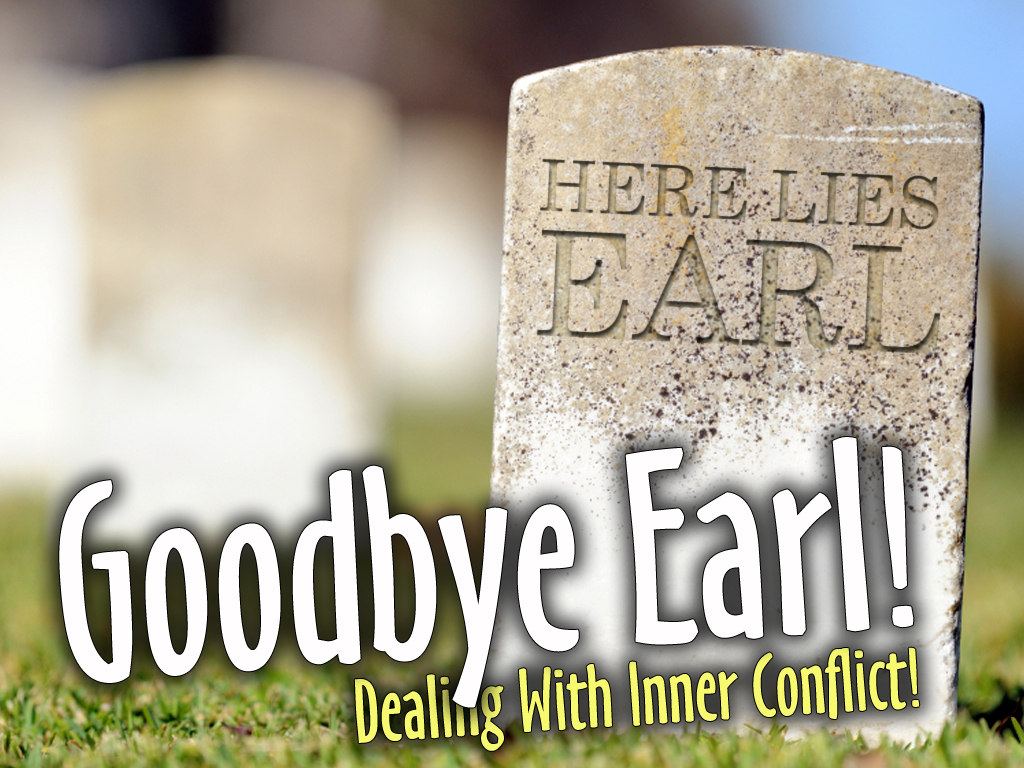 HERE LIES
EARL
Goodbye Earl!
Dealing With Inner Conflict!